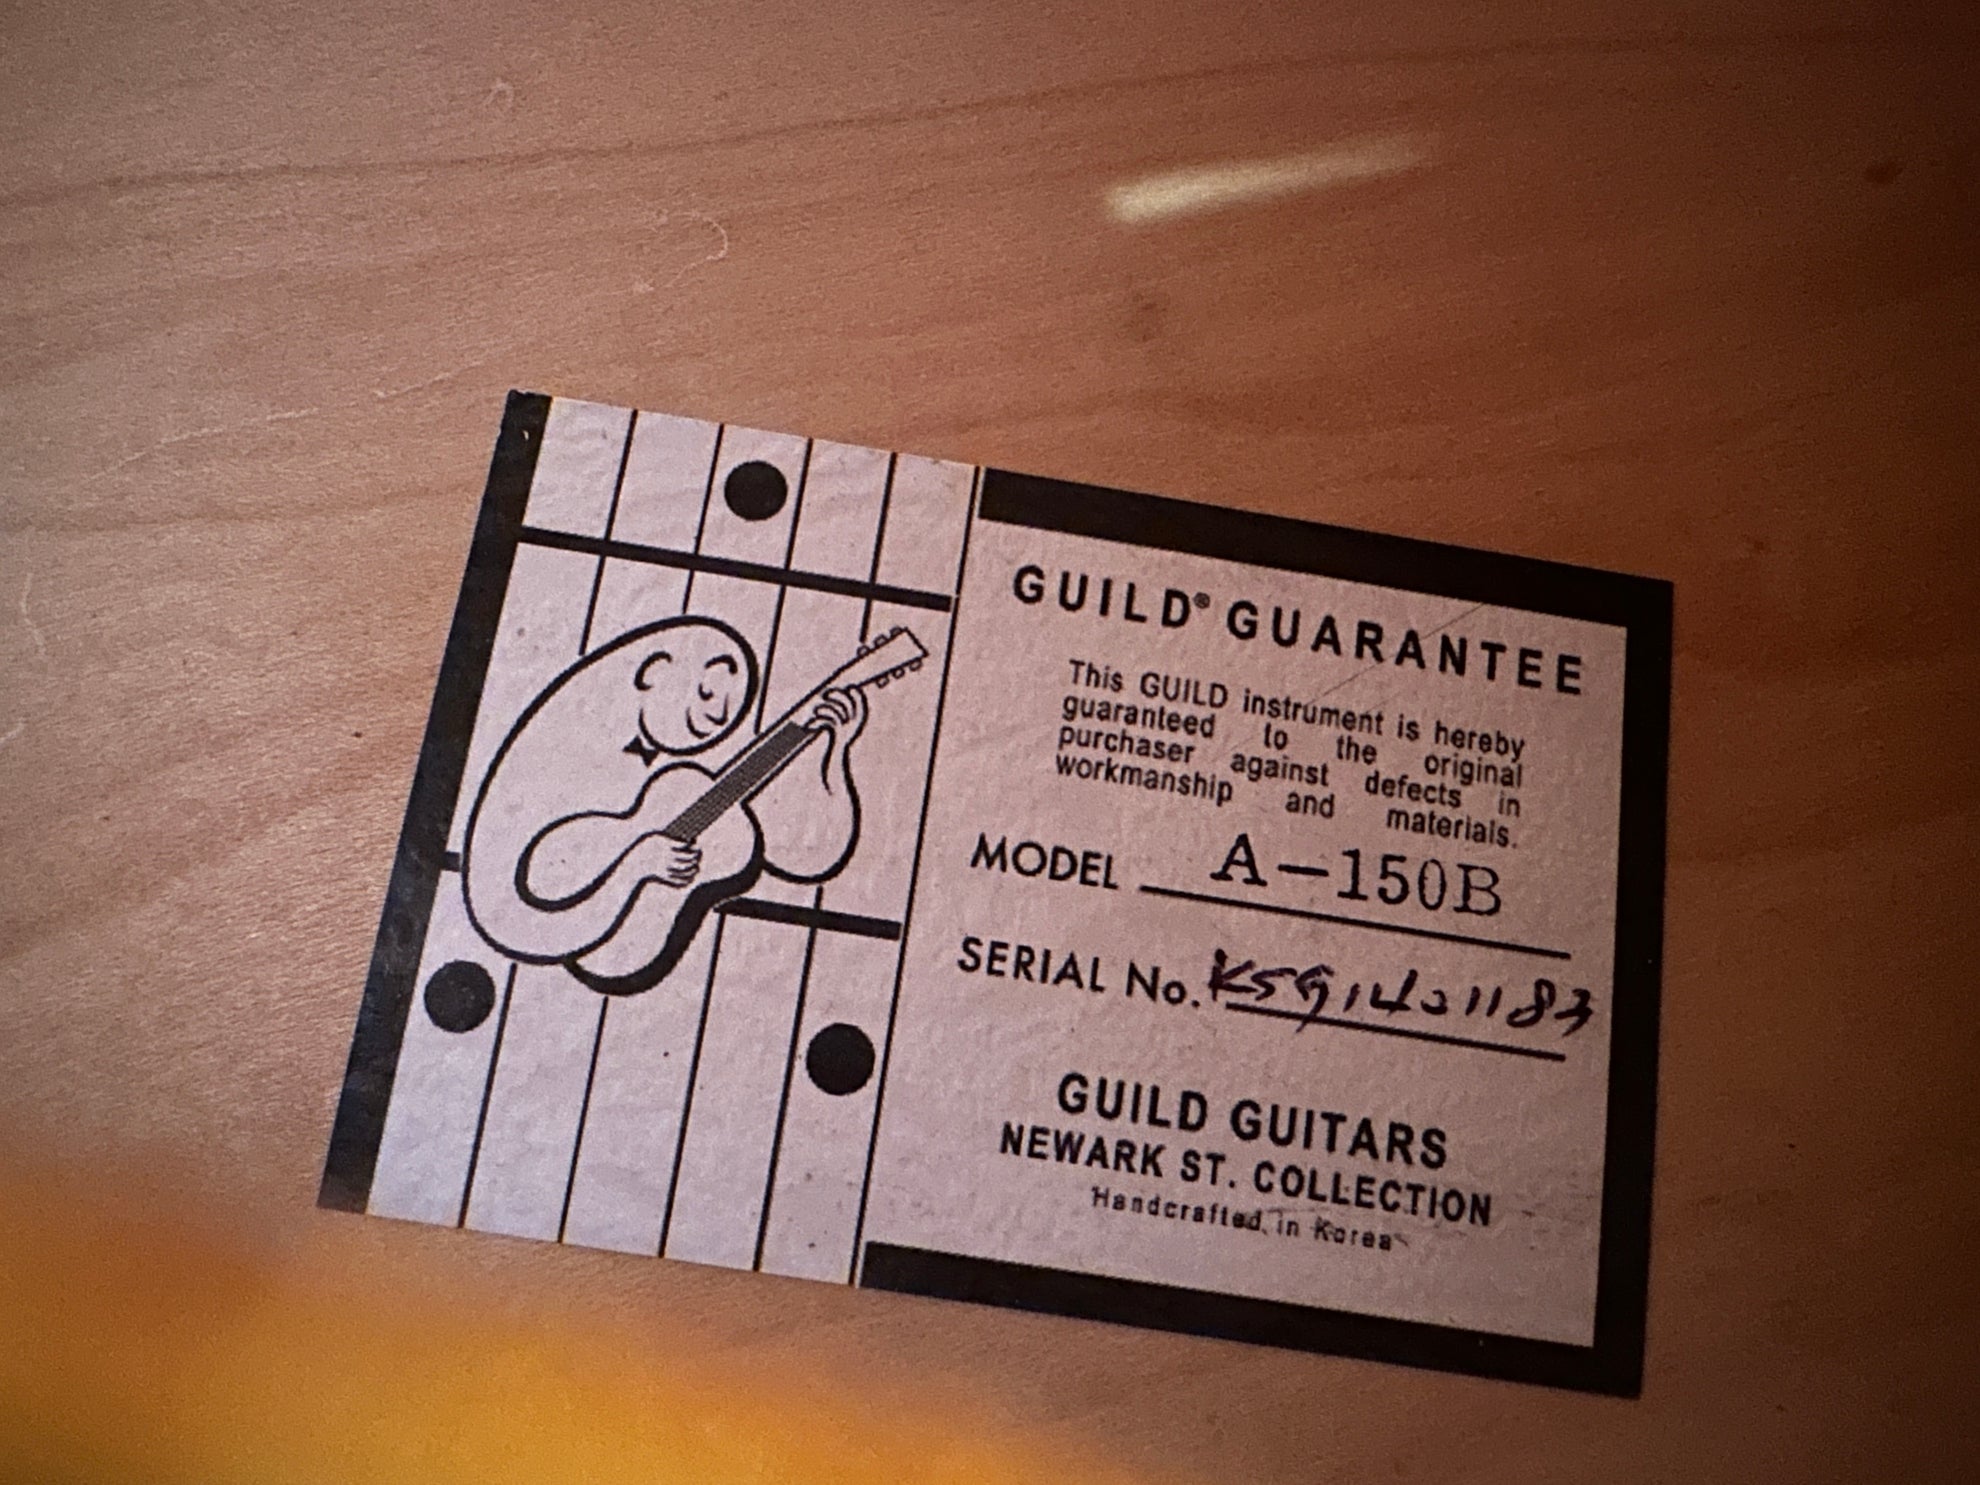 GUILD® GUARANTEE
This GUILD instrument is hereby
guaranteed to the original
purchaser against defects in
workmanship and materials.
MODEL A-150B
SERIAL No. KSG1401183
GUILD GUITARS
NEWARK ST. COLLECTION
Handcrafted in Korea